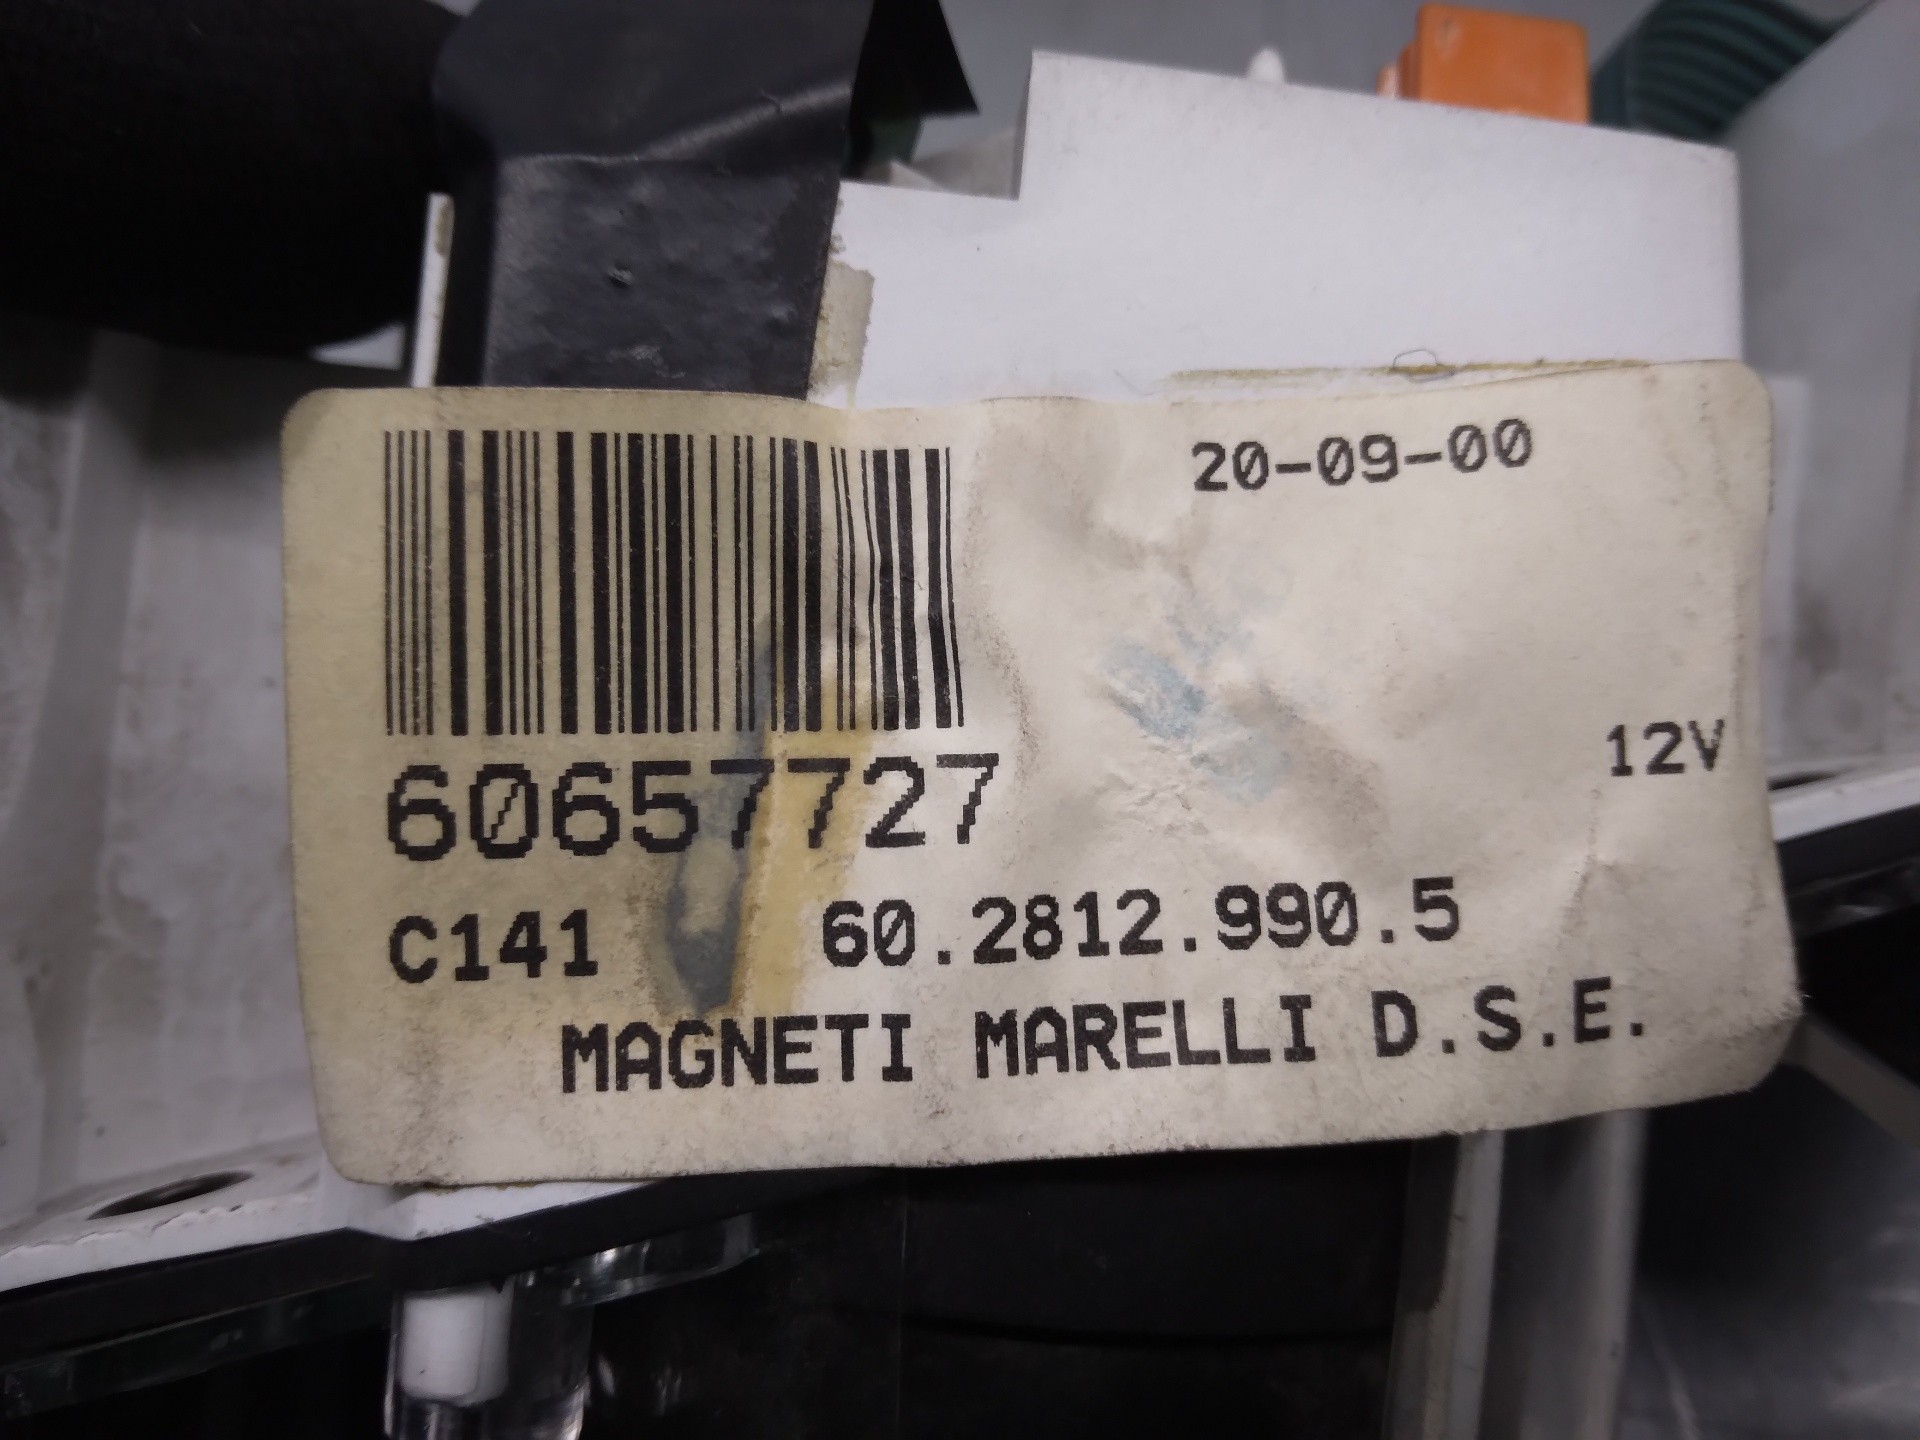 20-09-00
12V
60657727
C141 60.2812.990.5
MAGNETI MARELLI D.S.E.